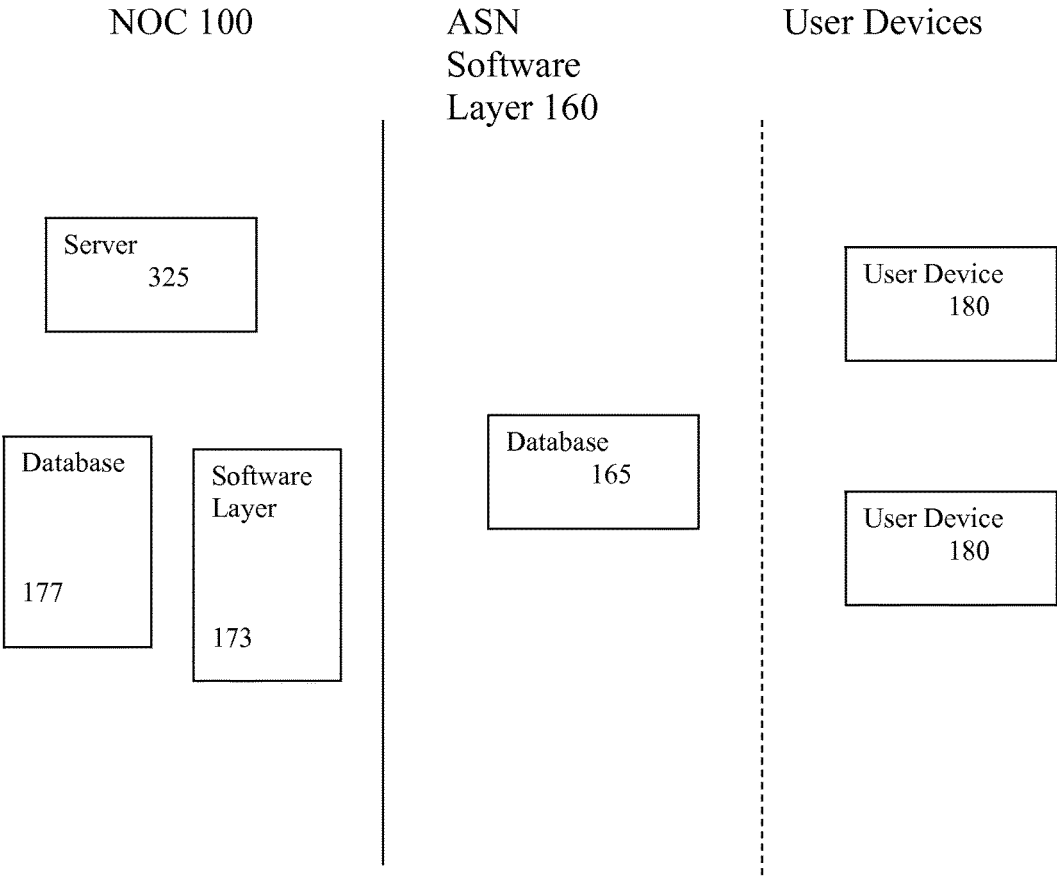 NOC 100
ASN
Software
Layer 160
User Devices
Server
325
Database
177
Software
Layer
173
Database
165
User Device
180
User Device
180